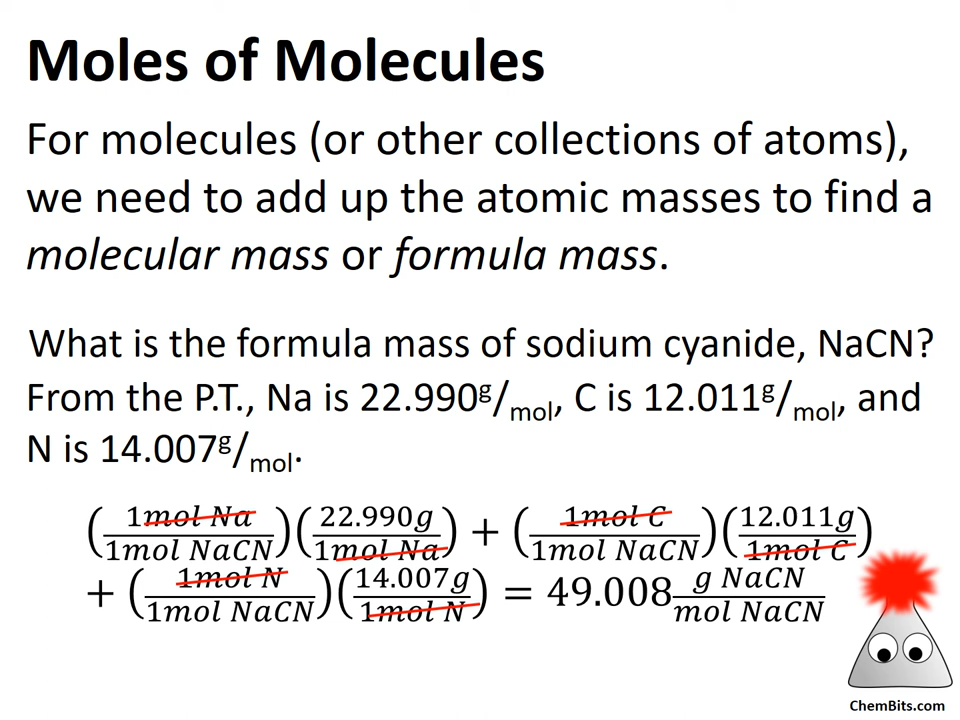 Moles of Molecules
For molecules (or other collections of atoms),
we need to add up the atomic masses to find a
molecular mass or formula mass.
What is the formula mass of sodium cyanide, NaCN?
From the P.T., Na is 22.990g/mol, C is 12.011g/mol, and
N is 14.007g/mol.
(1mol Na/1mol NaCN)(22.990g/1mol Na) + (1mol C/1mol NaCN)(12.011g/1mol C)
+ (1mol N/1mol NaCN)(14.007g/1mol N) = 49.008 g NaCN/mol NaCN
ChemBits.com